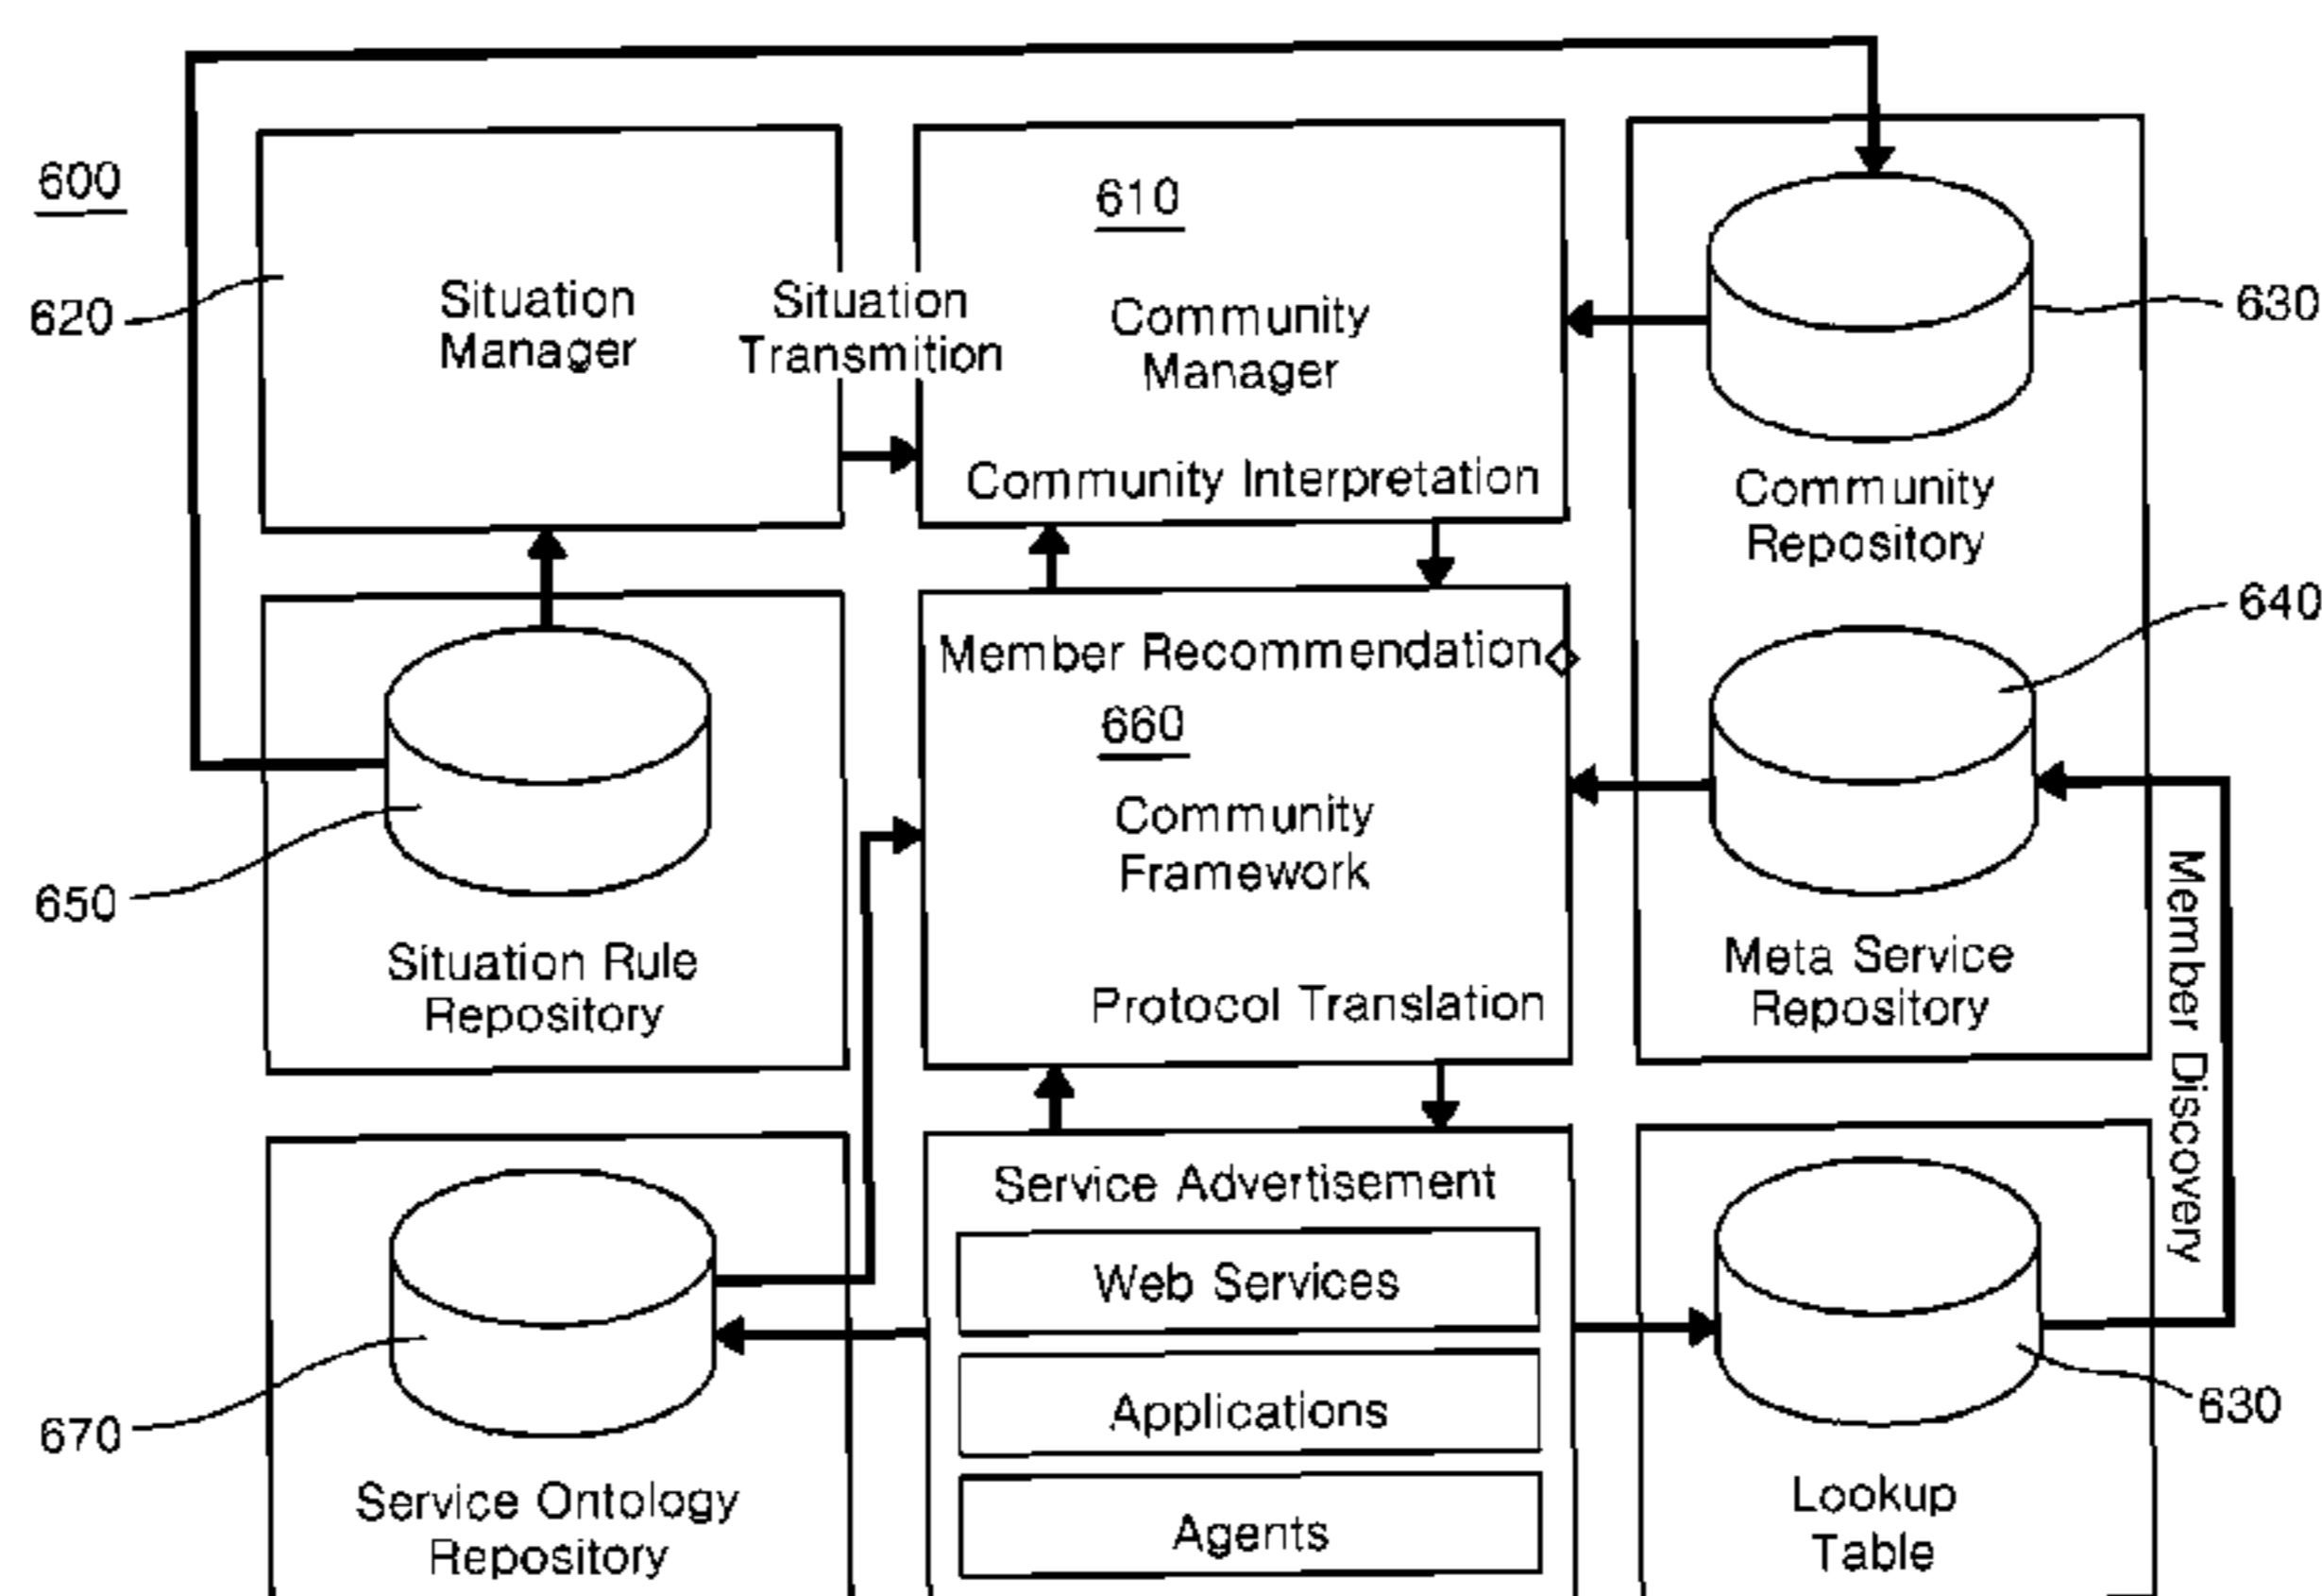 600
610
620
Situation
Manager
Situation
Transmition
Community
Manager
Community Interpretation
630
Community
Repository
640
Member Recommendation
660
Community
Framework
Protocol Translation
650
Situation Rule
Repository
Meta Service
Repository
Member Discovery
Service Advertisement
Web Services
Applications
Agents
670
Service Ontology
Repository
630
Lookup
Table